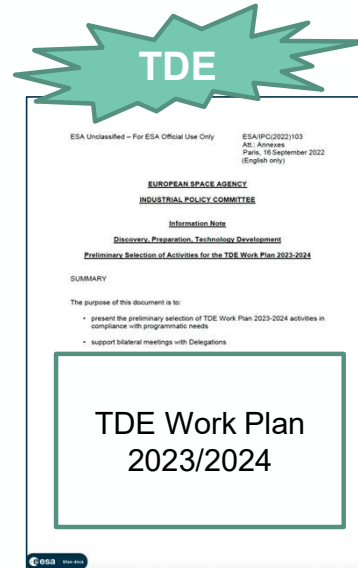 TDE
ESA Unclassified – For ESA Official Use Only
ESA/IPC(2022)103
Att.: Annexes
Paris, 16 September 2022
(English only)
EUROPEAN SPACE AGENCY
INDUSTRIAL POLICY COMMITTEE
Information Note
Discovery, Preparation, Technology Development
Preliminary Selection of Activities for the TDE Work Plan 2023-2024
SUMMARY
The purpose of this document is to:
• present the preliminary selection of TDE Work Plan 2023-2024 activities in
compliance with programmatic needs
• support bilateral meetings with Delegations
TDE Work Plan
2023/2024
esa